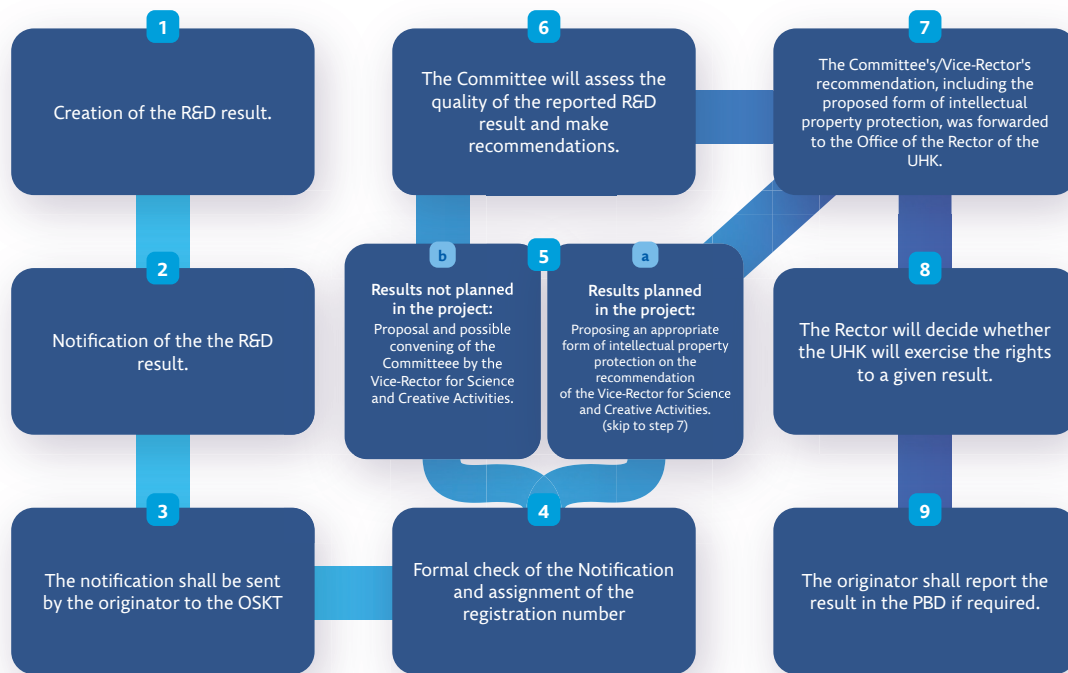 1
Creation of the R&D result.
2
Notification of the the R&D
result.
3
The notification shall be sent
by the originator to the OSKT
4
Formal check of the Notification
and assignment of the
registration number
5
b
Results not planned
in the project:
Proposal and possible
convening of the
Committeee by the
Vice-Rector for Science
and Creative Activities.
a
Results planned
in the project:
Proposing an appropriate
form of intellectual property
protection on the
recommendation
of the Vice-Rector for Science
and Creative Activities.
(skip to step 7)
6
The Committee will assess the
quality of the reported R&D
result and make
recommendations.
7
The Committee's/Vice-Rector's
recommendation, including the
proposed form of intellectual
property protection, was forwarded
to the Office of the Rector of the
UHK.
8
The Rector will decide whether
the UHK will exercise the rights
to a given result.
9
The originator shall report the
result in the PBD if required.